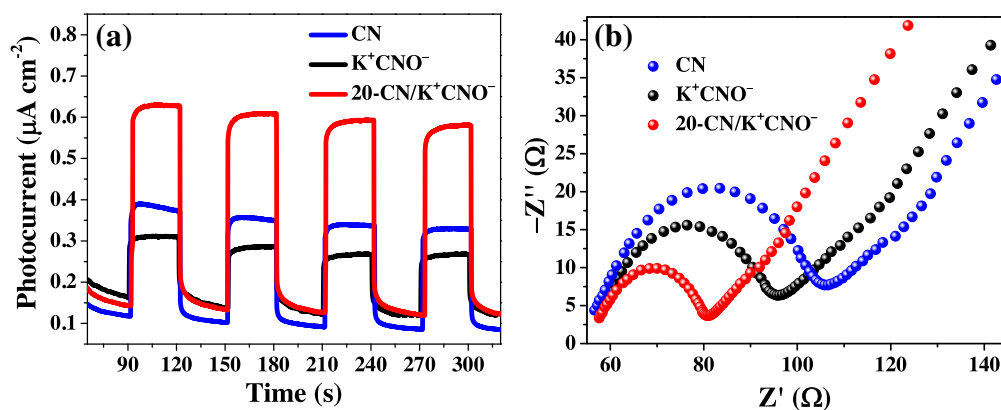 (a)
CN
K⁺CNO⁻
20-CN/K⁺CNO⁻
Photocurrent (µA cm⁻²)
0.8
0.7
0.6
0.5
0.4
0.3
0.2
0.1
90 120 150 180 210 240 270 300
Time (s)
(b)
CN
K⁺CNO⁻
20-CN/K⁺CNO⁻
−Z'' (Ω)
40
35
30
25
20
15
10
5
0
60 80 100 120 140
Z' (Ω)